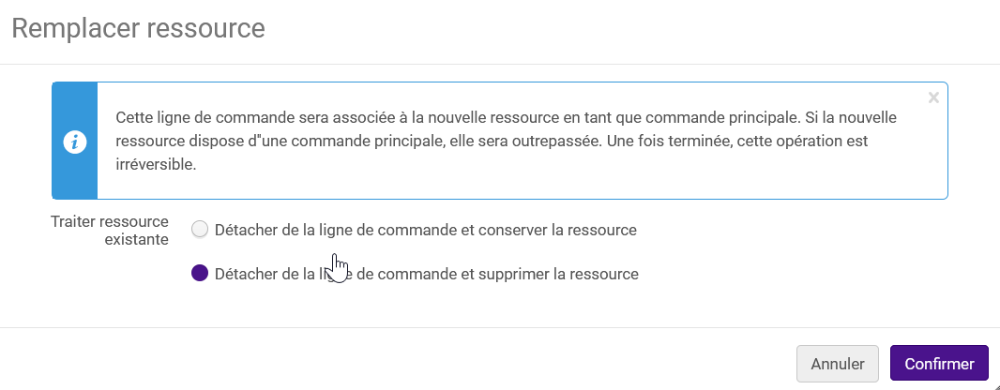 Remplacer ressource
×
Cette ligne de commande sera associée à la nouvelle ressource en tant que commande principale. Si la nouvelle
ressource dispose d"une commande principale, elle sera outrepassée. Une fois terminée, cette opération est
irréversible.
Traiter ressource
existante
Détacher de la ligne de commande et conserver la ressource
Détacher de la ligne de commande et supprimer la ressource
Annuler
Confirmer